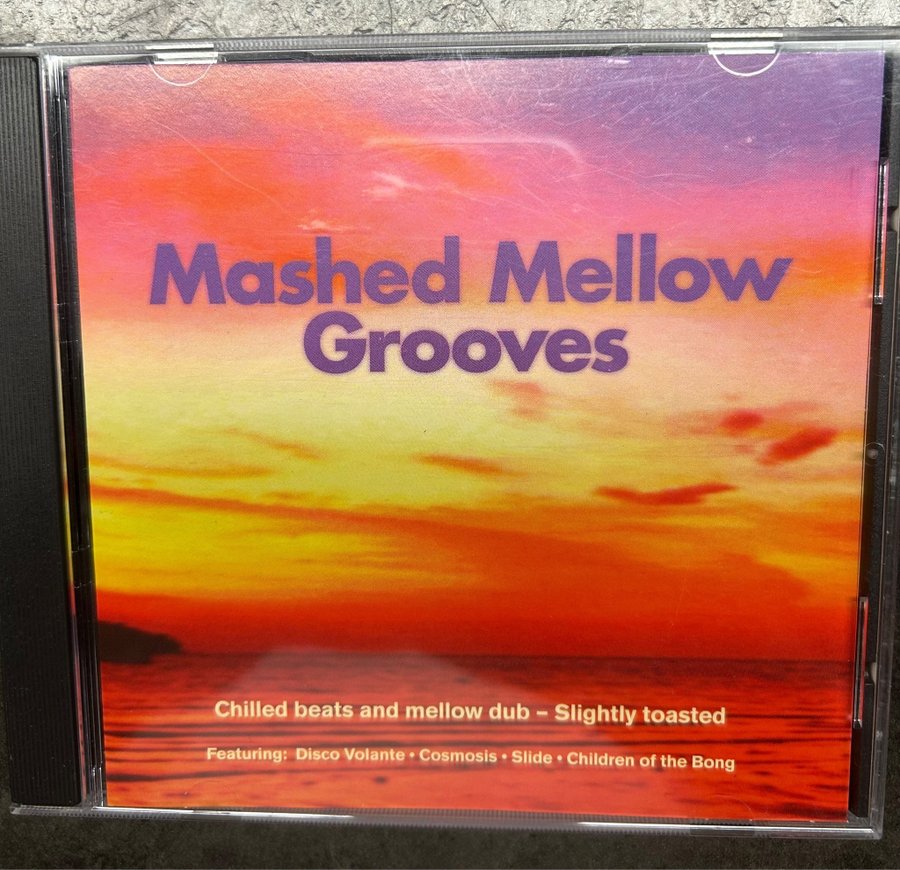 Mashed Mellow
Grooves
Chilled beats and mellow dub – Slightly toasted
Featuring: Disco Volante • Cosmosis • Slide • Children of the Bong